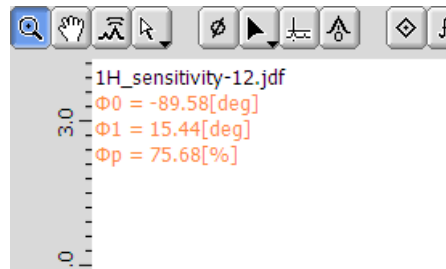 1H_sensitivity-12.jdf
Φ0 = -89.58[deg]
Φ1 = 15.44[deg]
Φp = 75.68[%]
3.0
.0